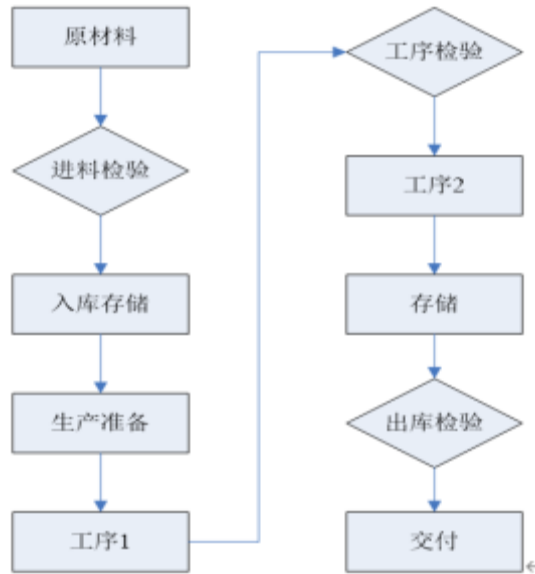 原材料
进料检验
入库存储
生产准备
工序1
工序检验
工序2
存储
出库检验
交付